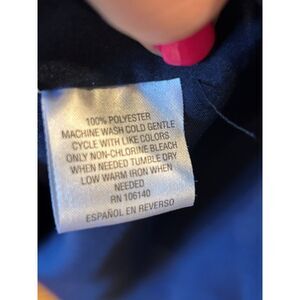 100% POLYESTER
MACHINE WASH COLD GENTLE
CYCLE WITH LIKE COLORS
ONLY NON-CHLORINE BLEACH
WHEN NEEDED TUMBLE DRY
LOW WARM IRON WHEN
NEEDED
RN 106140
ESPAÑOL EN REVERSO